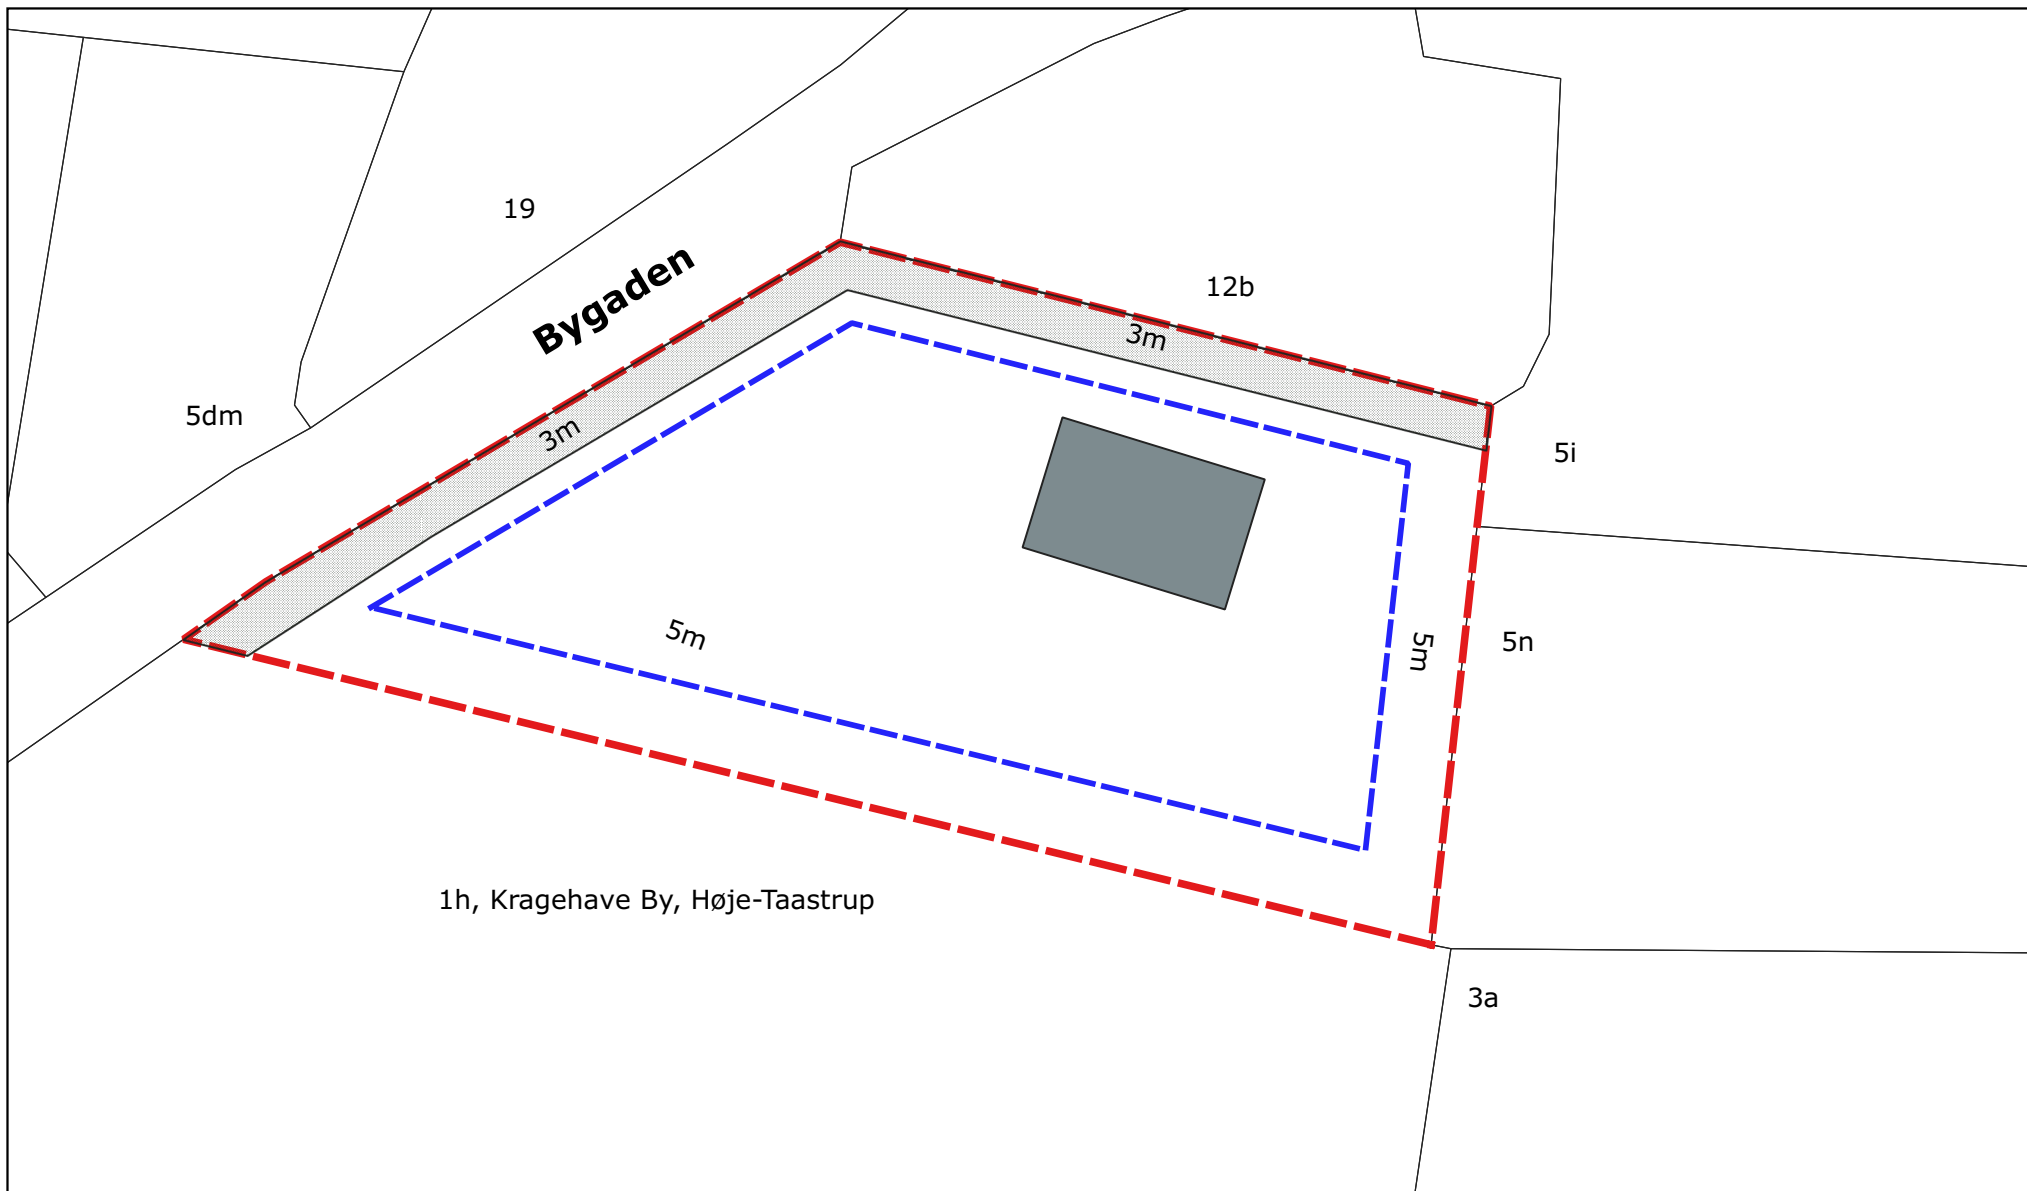 19
Bygaden
12b
3m
5dm
3m
5i
5m
5m
5n
1h, Kragehave By, Høje-Taastrup
3a